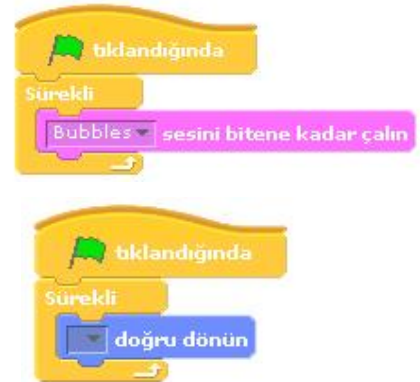 tıklandığında
Sürekli
Bubbles sesini bitene kadar çalın
tıklandığında
Sürekli
doğru dönün